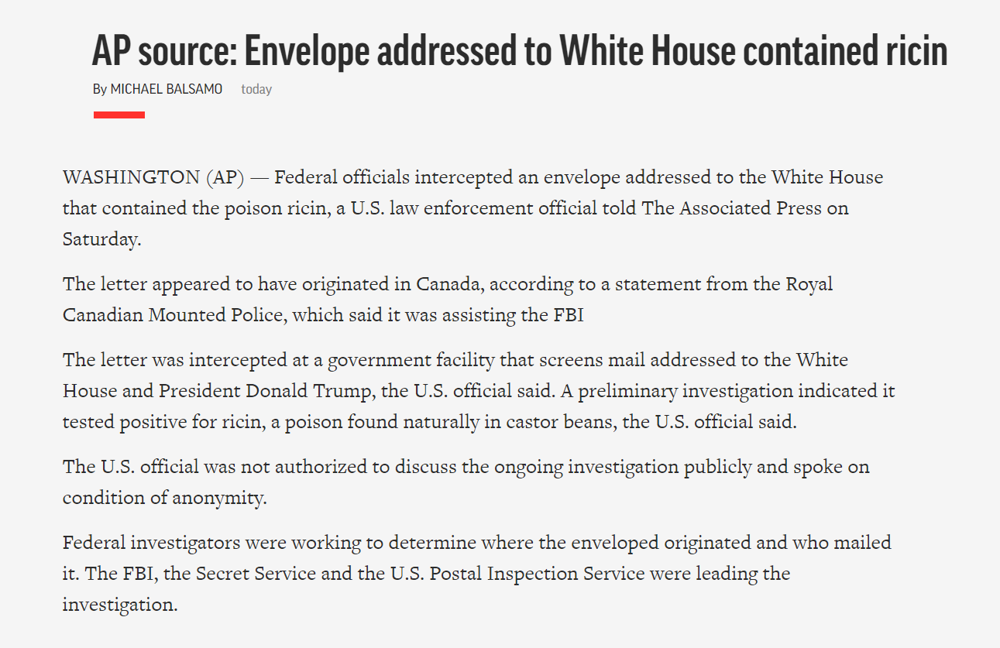 AP source: Envelope addressed to White House contained ricin
By MICHAEL BALSAMO today
WASHINGTON (AP) — Federal officials intercepted an envelope addressed to the White House
that contained the poison ricin, a U.S. law enforcement official told The Associated Press on
Saturday.
The letter appeared to have originated in Canada, according to a statement from the Royal
Canadian Mounted Police, which said it was assisting the FBI
The letter was intercepted at a government facility that screens mail addressed to the White
House and President Donald Trump, the U.S. official said. A preliminary investigation indicated it
tested positive for ricin, a poison found naturally in castor beans, the U.S. official said.
The U.S. official was not authorized to discuss the ongoing investigation publicly and spoke on
condition of anonymity.
Federal investigators were working to determine where the enveloped originated and who mailed
it. The FBI, the Secret Service and the U.S. Postal Inspection Service were leading the
investigation.